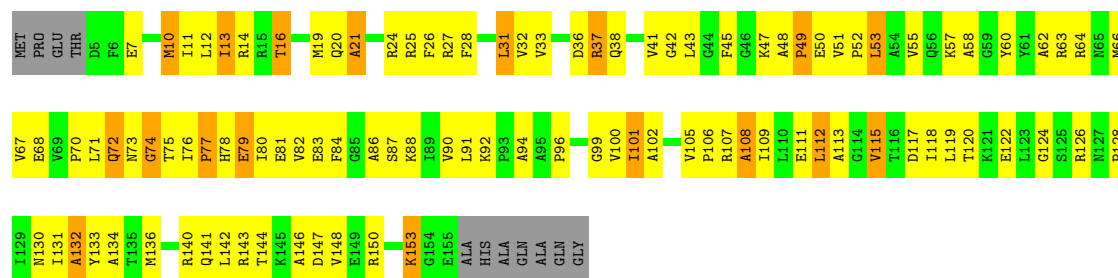 MET PRO GLU THR D5 F6 E7 M10 I11 L12 I13 R14 R15 T16 M19 Q20 A21 R24 R25 F26 R27 F28 L31 V32 V33 D36 R37 Q38 V41 G42 L43 G44 F45 G46 K47 A48 P49 E50 V51 P52 L53 A54 V55 Q56 K57 A58 G59 Y60 Y61 A62 R63 R64 N65 M66
V67 E68 V69 P70 L71 Q72 N73 G74 T75 I76 P77 H78 E79 I80 E81 V82 E83 F84 G85 A86 S87 K88 I89 V90 L91 K92 P93 A94 A95 P96 G99 V100 I101 A102 V105 P106 R107 A108 I109 L110 E111 L112 A113 G114 V115 T116 D117 I118 L119 T120 K121 E122 L123 G124 S125 R126 N127
I129 N130 I131 A132 Y133 A134 T135 M136 R140 Q141 L142 R143 T144 K145 A146 D147 V148 E149 R150 K153 G154 E155 ALA HIS ALA GLN ALA GLN GLY